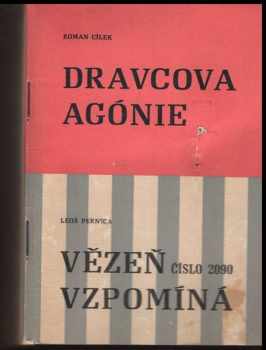 ROMAN CÍLEK
DRAVCOVA
AGÓNIE
LEOŠ PERNICA
VĚZEŇ ČÍSLO 2090
VZPOMÍNÁ